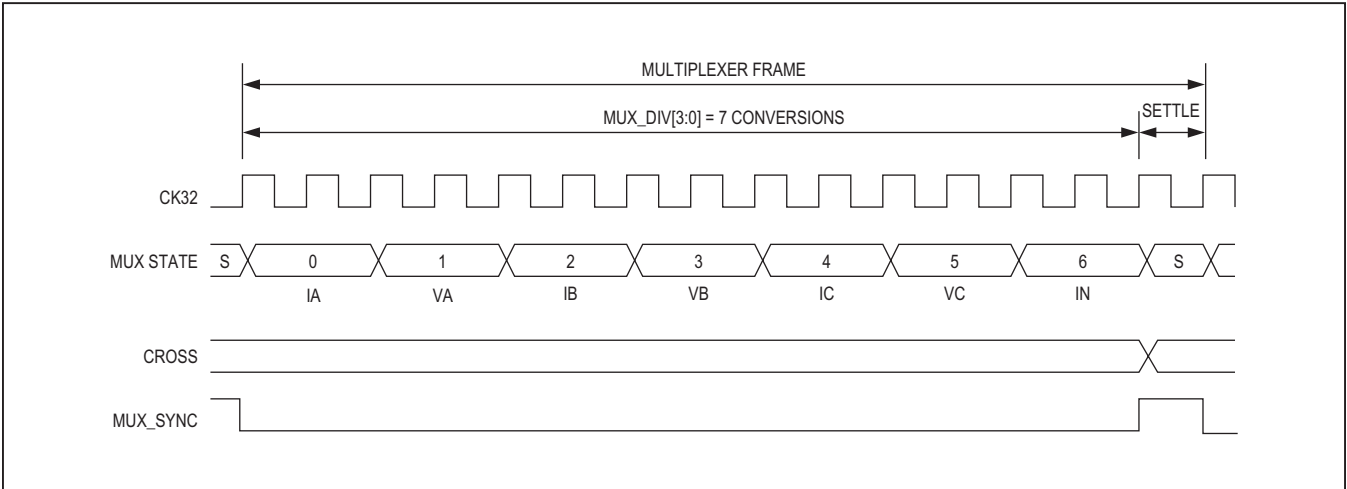 MULTIPLEXER FRAME
MUX_DIV[3:0] = 7 CONVERSIONS
SETTLE
CK32
MUX STATE S 0 1 2 3 4 5 6 S
IA VA IB VB IC VC IN
CROSS
MUX_SYNC